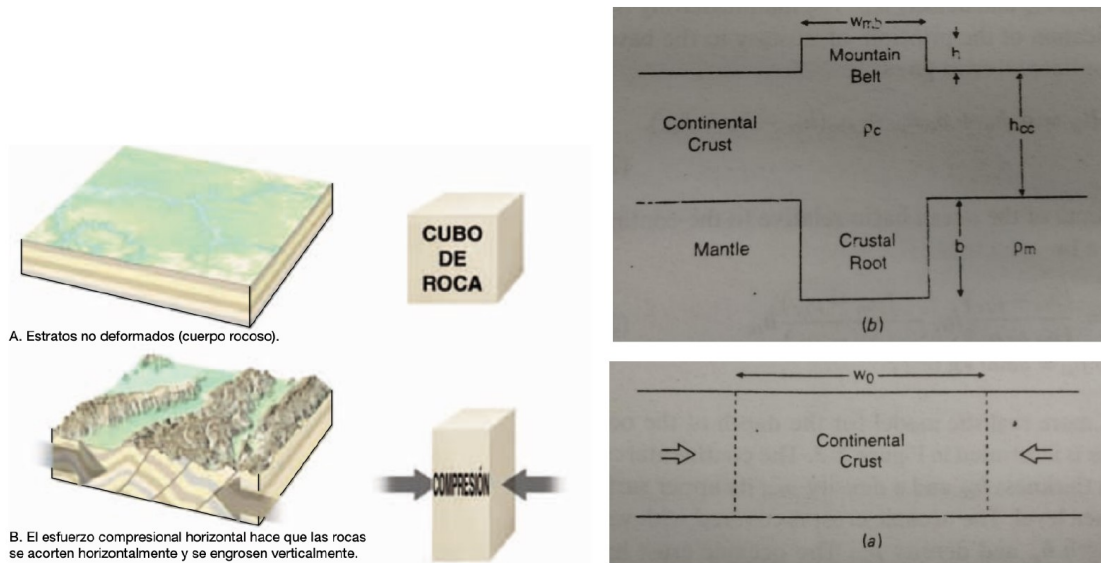 CUBO
DE
ROCA
A. Estratos no deformados (cuerpo rocoso).
COMPRESIÓN
B. El esfuerzo compresional horizontal hace que las rocas
se acorten horizontalmente y se engrosen verticalmente.
wmb
Mountain
Belt
h
Continental
Crust
ρc
hcc
Mantle
Crustal
Root
b
ρm
(b)
w0
Continental
Crust
(a)